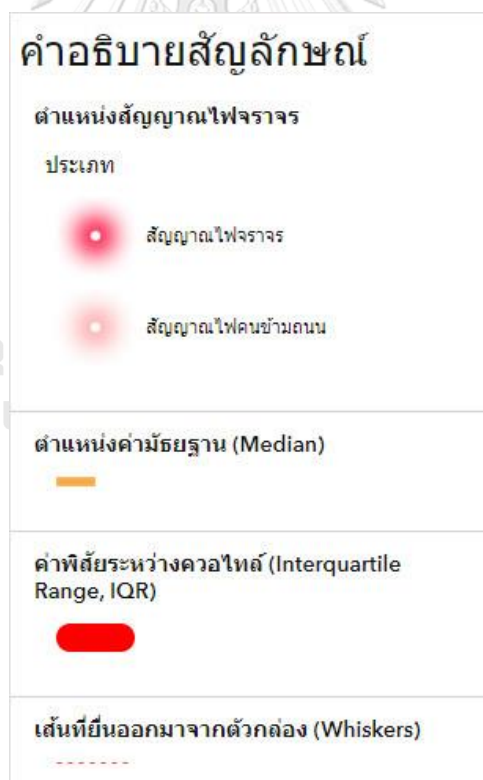 คำอธิบายสัญลักษณ์
ตำแหน่งสัญญาณไฟจราจร
ประเภท
สัญญาณไฟจราจร
สัญญาณไฟคนข้ามถนน
ตำแหน่งค่ามัธยฐาน (Median)
ค่าพิสัยระหว่างควอไทล์ (Interquartile
Range, IQR)
เส้นที่ยื่นออกมาจากตัวกล่อง (Whiskers)